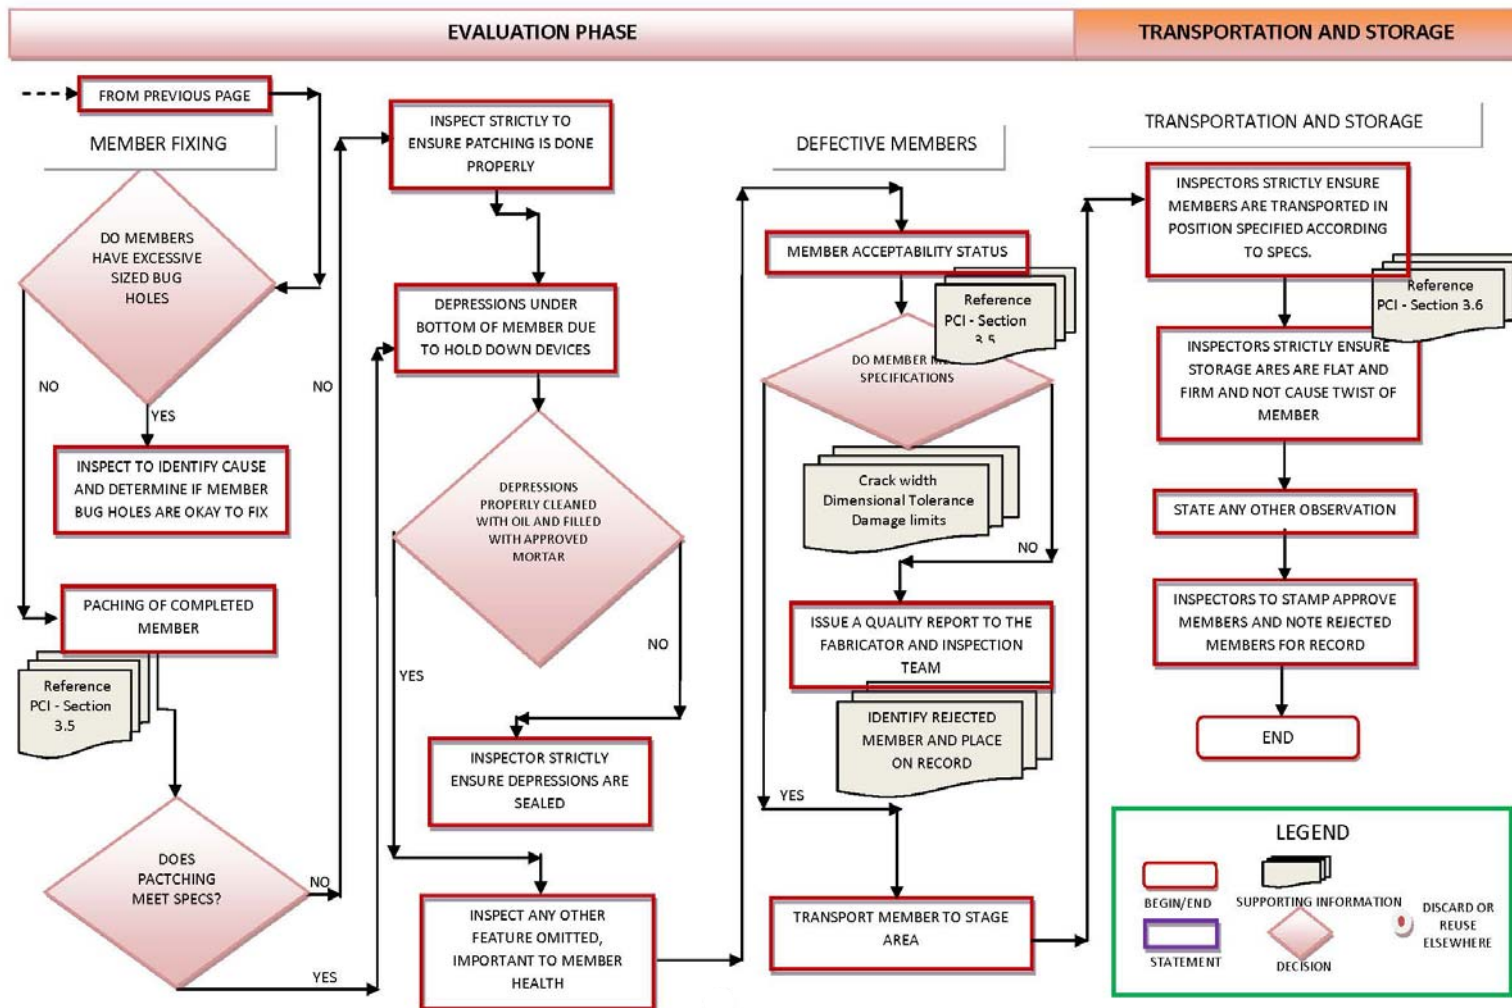 EVALUATION PHASE
TRANSPORTATION AND STORAGE
FROM PREVIOUS PAGE
MEMBER FIXING
DO MEMBERS
HAVE EXCESSIVE
SIZED BUG
HOLES
NO
YES
INSPECT TO IDENTIFY CAUSE
AND DETERMINE IF MEMBER
BUG HOLES ARE OKAY TO FIX
PACHING OF COMPLETED
MEMBER
Reference
PCI - Section
3.5
DOES
PACTCHING
MEET SPECS?
NO
NO
YES
INSPECT STRICTLY TO
ENSURE PATCHING IS DONE
PROPERLY
DEPRESSIONS UNDER
BOTTOM OF MEMBER DUE
TO HOLD DOWN DEVICES
DEPRESSIONS
PROPERLY CLEANED
WITH OIL AND FILLED
WITH APPROVED
MORTAR
NO
YES
INSPECTOR STRICTLY
ENSURE DEPRESSIONS ARE
SEALED
INSPECT ANY OTHER
FEATURE OMITTED,
IMPORTANT TO MEMBER
HEALTH
DEFECTIVE MEMBERS
MEMBER ACCEPTABILITY STATUS
Reference
PCI - Section
3.5
DO MEMBER
SPECIFICATIONS
Crack width
Dimensional Tolerance
Damage limits
NO
ISSUE A QUALITY REPORT TO THE
FABRICATOR AND INSPECTION
TEAM
IDENTIFY REJECTED
MEMBER AND PLACE
ON RECORD
YES
TRANSPORT MEMBER TO STAGE
AREA
TRANSPORTATION AND STORAGE
INSPECTORS STRICTLY ENSURE
MEMBERS ARE TRANSPORTED IN
POSITION SPECIFIED ACCORDING
TO SPECS.
Reference
PCI - Section 3.6
INSPECTORS STRICTLY ENSURE
STORAGE ARES ARE FLAT AND
FIRM AND NOT CAUSE TWIST OF
MEMBER
STATE ANY OTHER OBSERVATION
INSPECTORS TO STAMP APPROVE
MEMBERS AND NOTE REJECTED
MEMBERS FOR RECORD
END
LEGEND
BEGIN/END
SUPPORTING INFORMATION
STATEMENT
DECISION
DISCARD OR
REUSE
ELSEWHERE